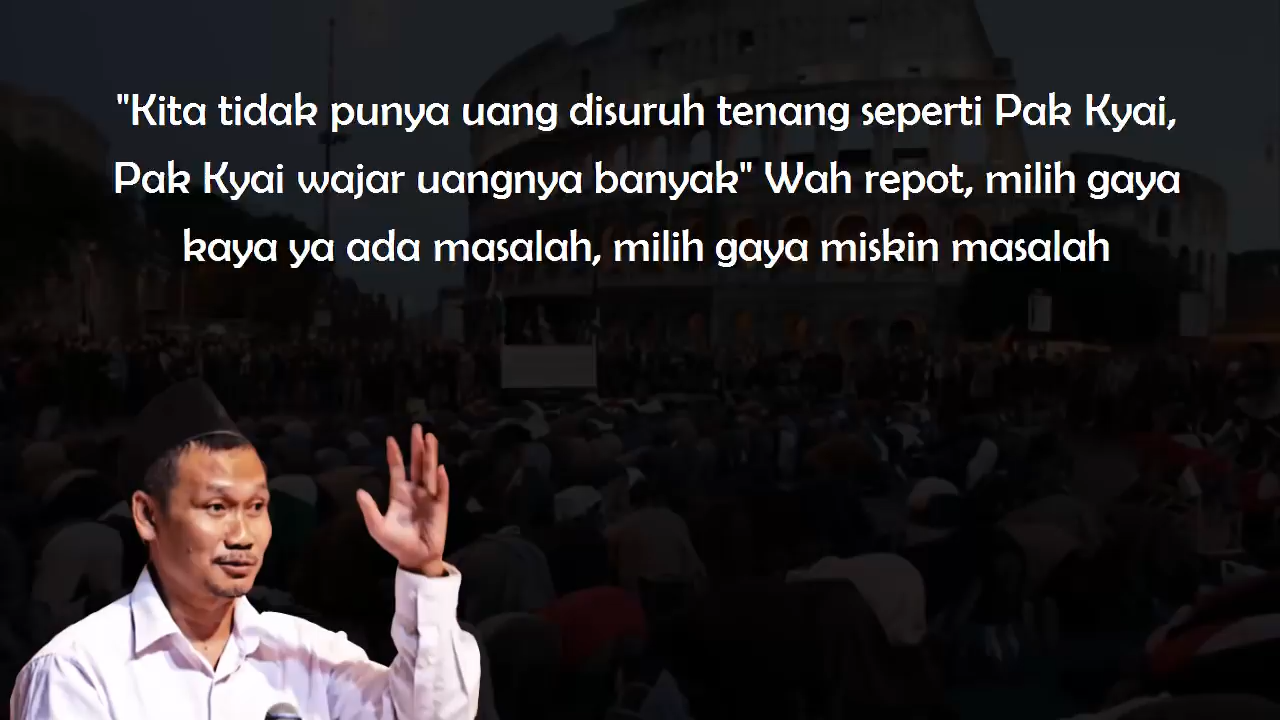 "Kita tidak punya uang disuruh tenang seperti Pak Kyai,
Pak Kyai wajar uangnya banyak" Wah repot, milih gaya
kaya ya ada masalah, milih gaya miskin masalah